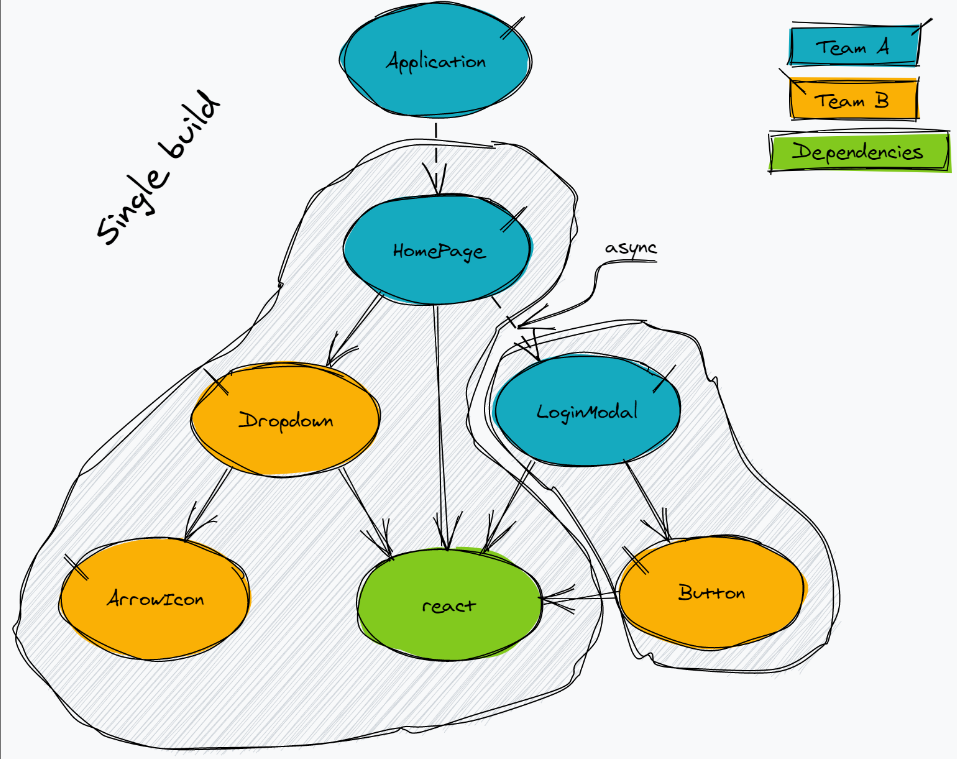 Application
Team A
Team B
Dependencies
Single build
HomePage
async
Dropdown
LoginModal
ArrowIcon
react
Button